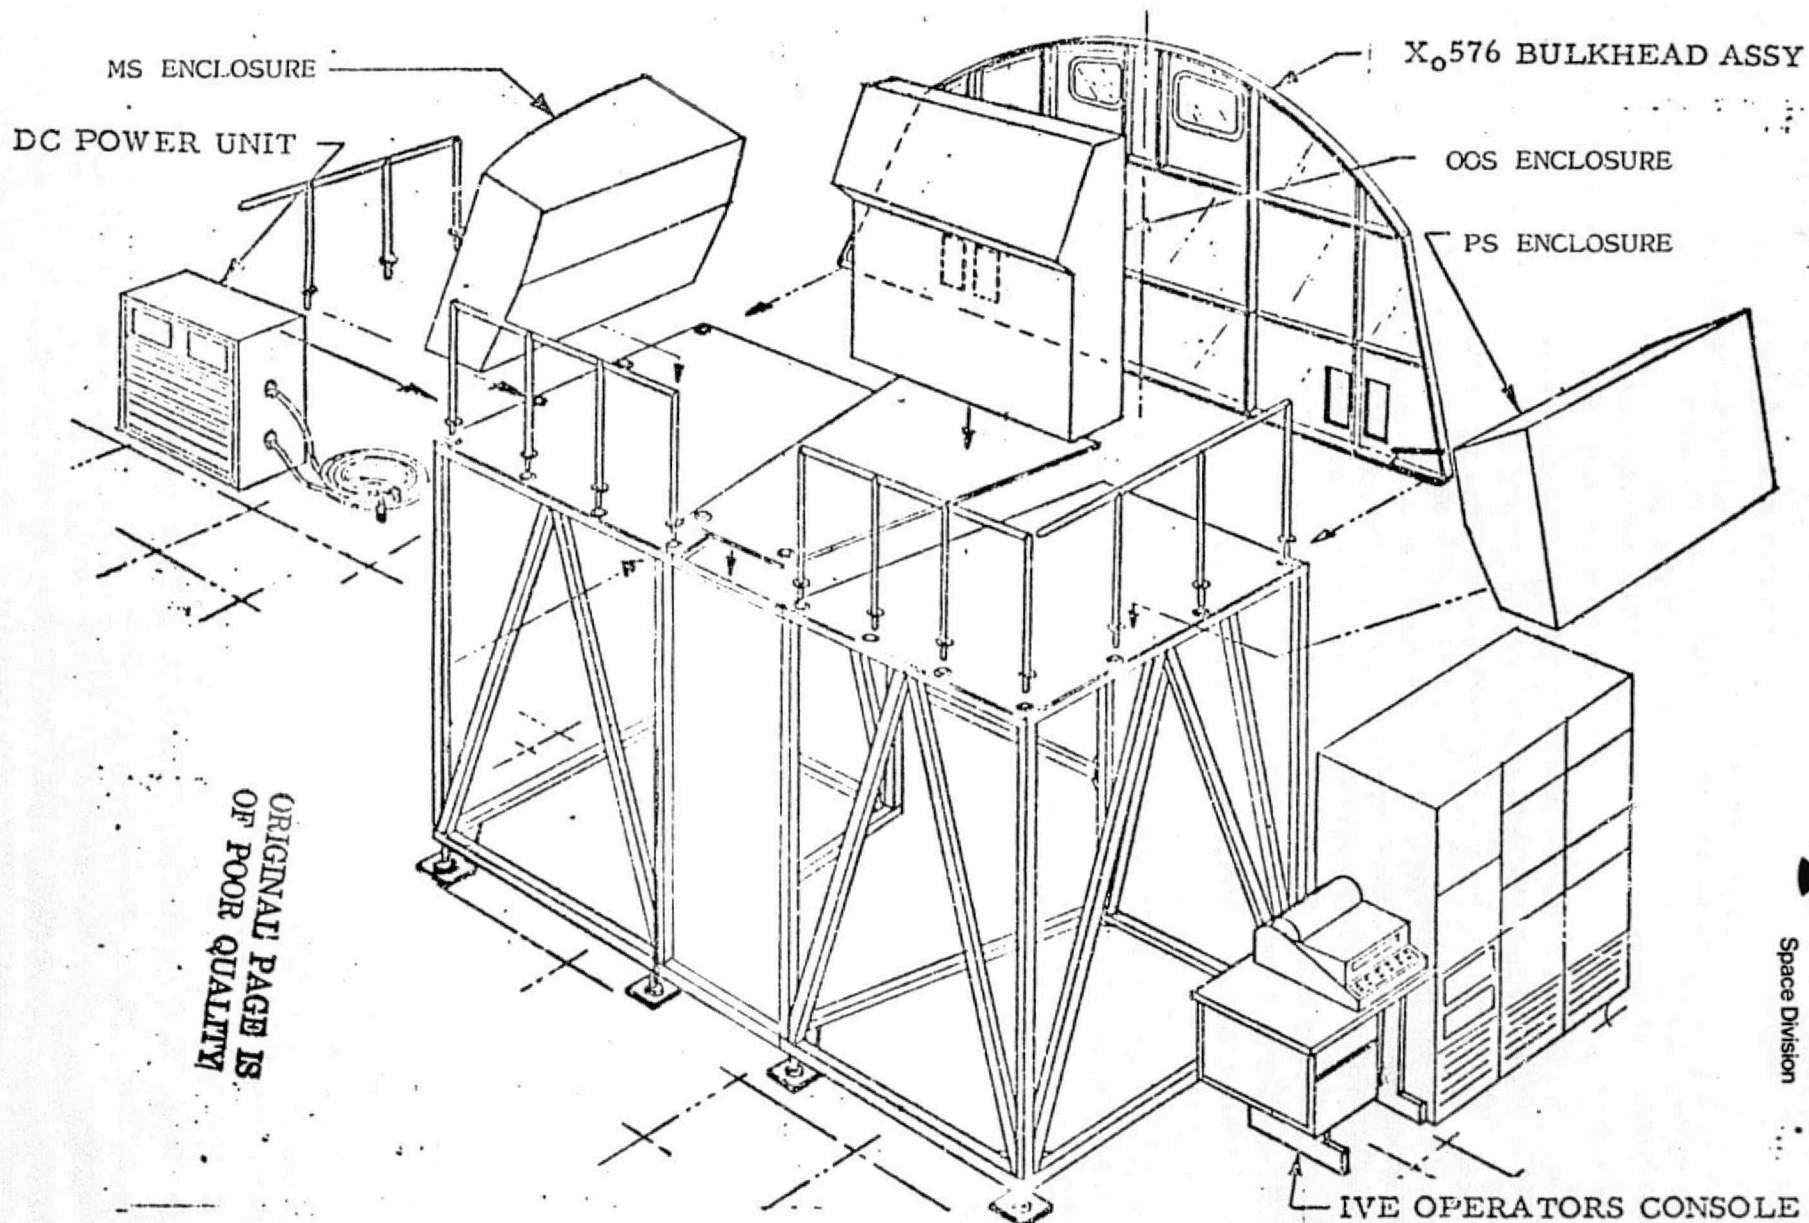 MS ENCLOSURE
DC POWER UNIT
X₀576 BULKHEAD ASSY
OOS ENCLOSURE
PS ENCLOSURE
ORIGINAL PAGE IS
OF POOR QUALITY
Space Division
IVE OPERATORS CONSOLE